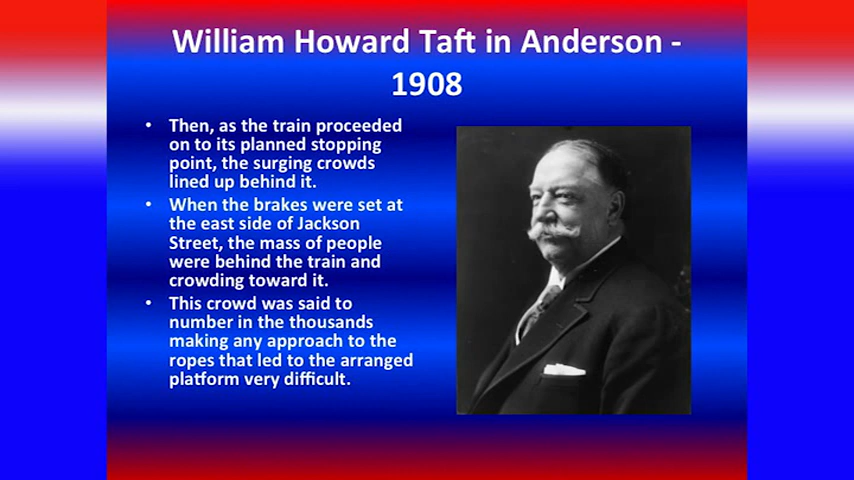 William Howard Taft in Anderson -
1908
• Then, as the train proceeded
on to its planned stopping
point, the surging crowds
lined up behind it.
• When the brakes were set at
the east side of Jackson
Street, the mass of people
were behind the train and
crowding toward it.
• This crowd was said to
number in the thousands
making any approach to the
ropes that led to the arranged
platform very difficult.